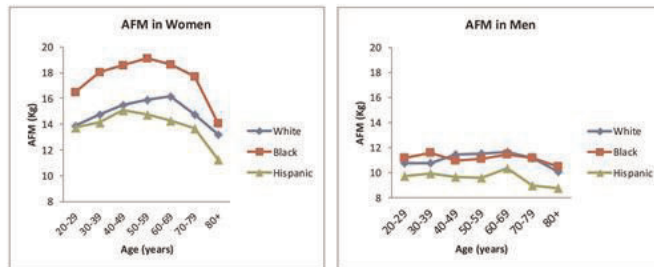 AFM in Women
20
18
16
14
12
10
8
AFM (Kg)
20-29
30-39
40-49
50-59
60-69
70-79
80+
Age (years)
White
Black
Hispanic
AFM in Men
20
18
16
14
12
10
8
AFM (Kg)
20-29
30-39
40-49
50-59
60-69
70-79
80+
Age (years)
White
Black
Hispanic